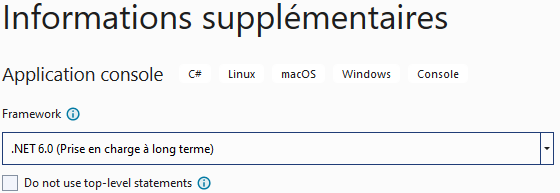 Informations supplémentaires
Application console C# Linux macOS Windows Console
Framework
.NET 6.0 (Prise en charge à long terme)
Do not use top-level statements